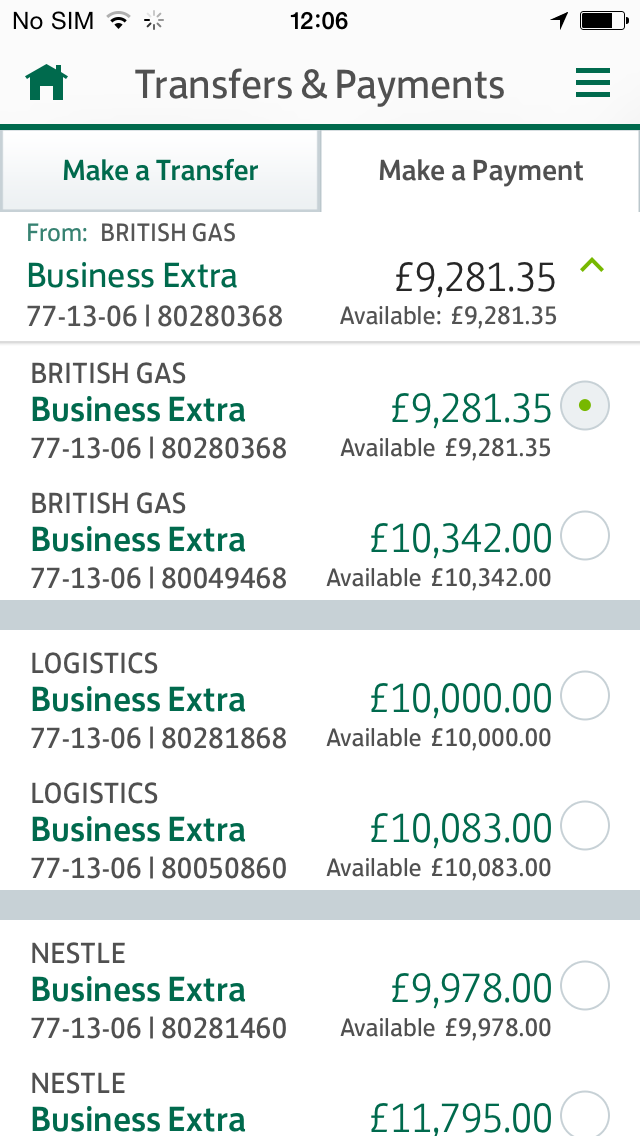 No SIM 12:06
Transfers & Payments
Make a Transfer Make a Payment
From: BRITISH GAS
Business Extra £9,281.35
77-13-06 | 80280368 Available: £9,281.35
BRITISH GAS
Business Extra £9,281.35
77-13-06 | 80280368 Available £9,281.35
BRITISH GAS
Business Extra £10,342.00
77-13-06 | 80049468 Available £10,342.00
LOGISTICS
Business Extra £10,000.00
77-13-06 | 80281868 Available £10,000.00
LOGISTICS
Business Extra £10,083.00
77-13-06 | 80050860 Available £10,083.00
NESTLE
Business Extra £9,978.00
77-13-06 | 80281460 Available £9,978.00
NESTLE
Business Extra £11,795.00